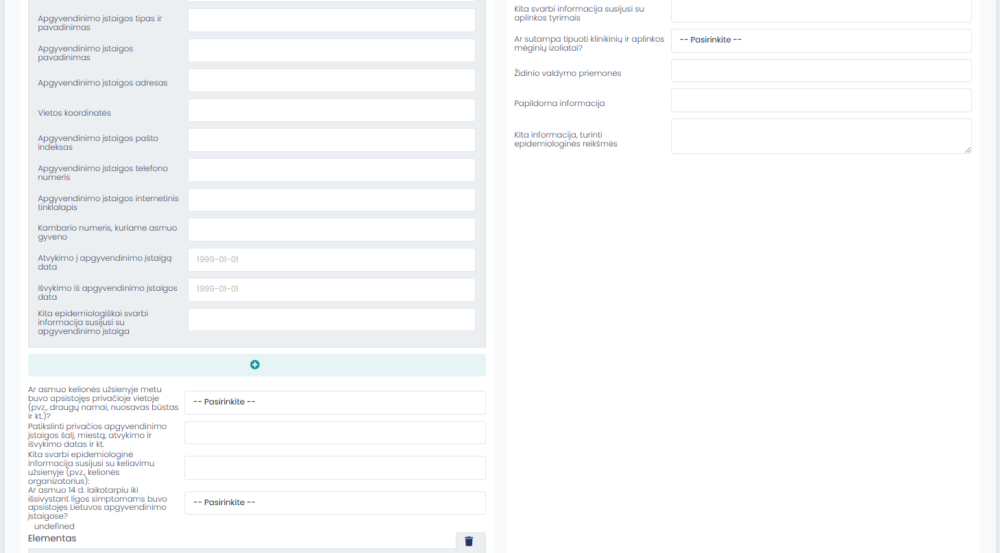 Apgyvendinimo įstaigos tipas ir
pavadinimas
Apgyvendinimo įstaigos
pavadinimas
Apgyvendinimo įstaigos adresas
Vietos koordinatės
Apgyvendinimo įstaigos pašto
indeksas
Apgyvendinimo įstaigos telefono
numeris
Apgyvendinimo įstaigos internetinis
tinklalapis
Kambario numeris, kuriame asmuo
gyveno
Atvykimo į apgyvendinimo įstaigą
data
1999-01-01
Išvykimo iš apgyvendinimo įstaigos
data
1999-01-01
Kita epidemiologiškai svarbi
informacija susijusi su
apgyvendinimo įstaiga
Ar asmuo kelionės užsienyje metu
buvo apsistojęs privačioje vietoje
(pvz., draugų namai, nuosavas būstas
ir kt.)?
-- Pasirinkite --
Patikslinti privačios apgyvendinimo
įstaigos šalį, miestą, atvykimo ir
išvykimo datas ir kt.
Kita svarbi epidemiologinė
informacija susijusi su keliavimu
užsienyje (pvz., kelionės
organizatorius):
Ar asmuo 14 d. laikotarpiu iki
išsivystant ligos simptomams buvo
apsistojęs Lietuvos apgyvendinimo
įstaigose?
-- Pasirinkite --
undefined
Elementas
Kita svarbi informacija susijusi su
aplinkos tyrimais
Ar sutampa tipuoti klinikinių ir aplinkos
mėginių izoliatai?
-- Pasirinkite --
Židinio valdymo priemonės
Papildoma informacija
Kita informacija, turinti
epidemiologinės reikšmės